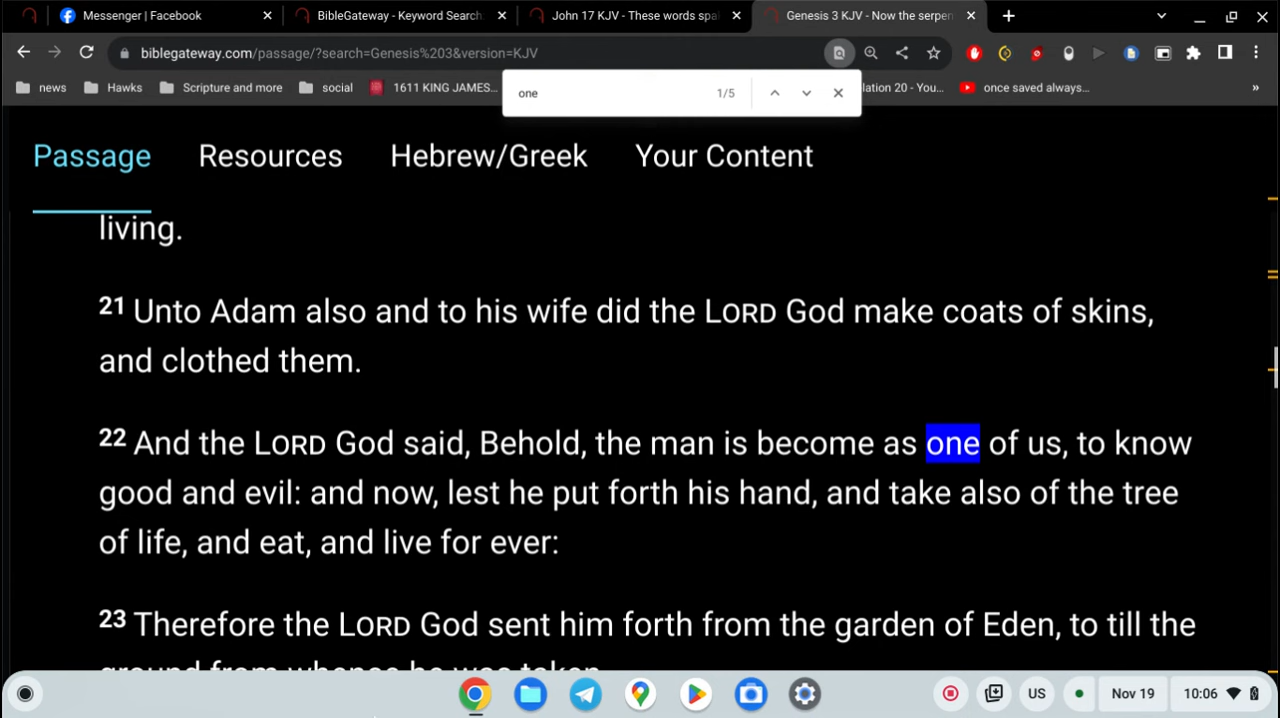 Messenger | Facebook
BibleGateway - Keyword Search:
John 17 KJV - These words spa
Genesis 3 KJV - Now the serpen
biblegateway.com/passage/?search=Genesis%203&version=KJV
news
Hawks
Scripture and more
social
1611 KING JAMES...
lation 20 - You...
once saved always...
»
one
1/5
Passage
Resources
Hebrew/Greek
Your Content
living.
21 Unto Adam also and to his wife did the LORD God make coats of skins,
and clothed them.
22 And the LORD God said, Behold, the man is become as one of us, to know
good and evil: and now, lest he put forth his hand, and take also of the tree
of life, and eat, and live for ever:
23 Therefore the LORD God sent him forth from the garden of Eden, to till the
ground from whence he was taken
US
Nov 19
10:06